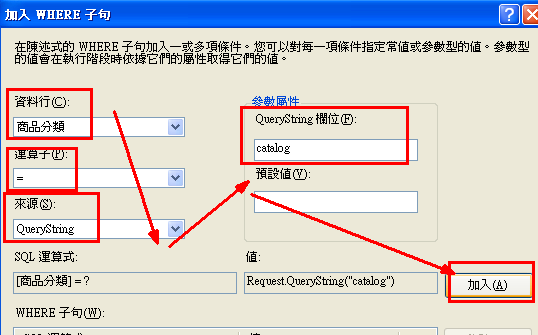 加入 WHERE 子句
在陳述式的 WHERE 子句加入一或多項條件。您可以對每一項條件指定常值或參數型的值。參數型
的值會在執行階段時依據它們的屬性取得它們的值。
資料行(C):
商品分類
運算子(P):
=
來源(S):
QueryString
參數屬性
QueryString 欄位(F):
catalog
預設值(V):
SQL 運算式:
[商品分類] = ?
值:
Request.QueryString("catalog")
加入(A)
WHERE 子句(W):